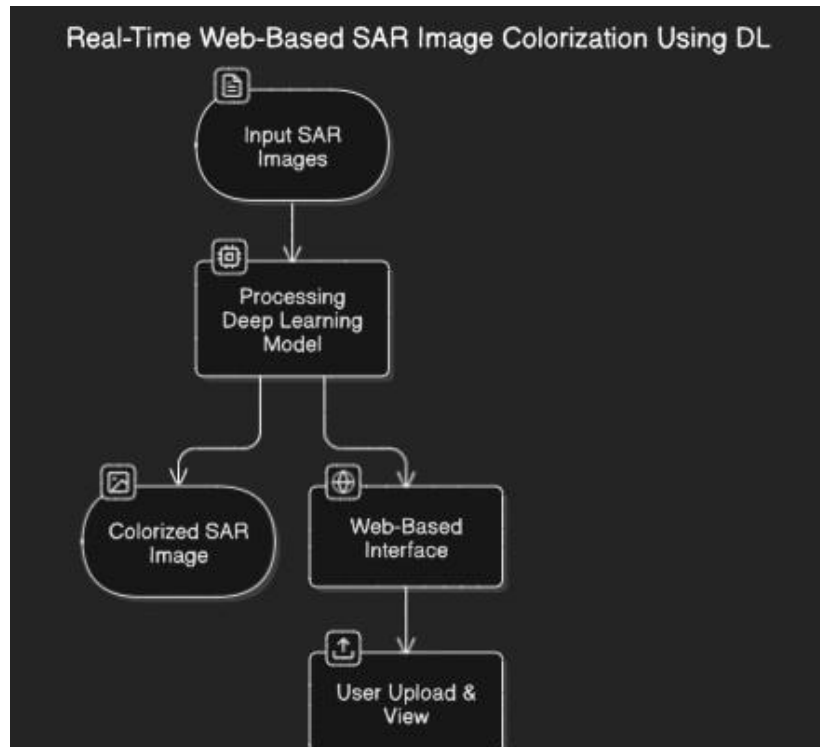 Real-Time Web-Based SAR Image Colorization Using DL
Input SAR
Images
Processing
Deep Learning
Model
Colorized SAR
Image
Web-Based
Interface
User Upload &
View